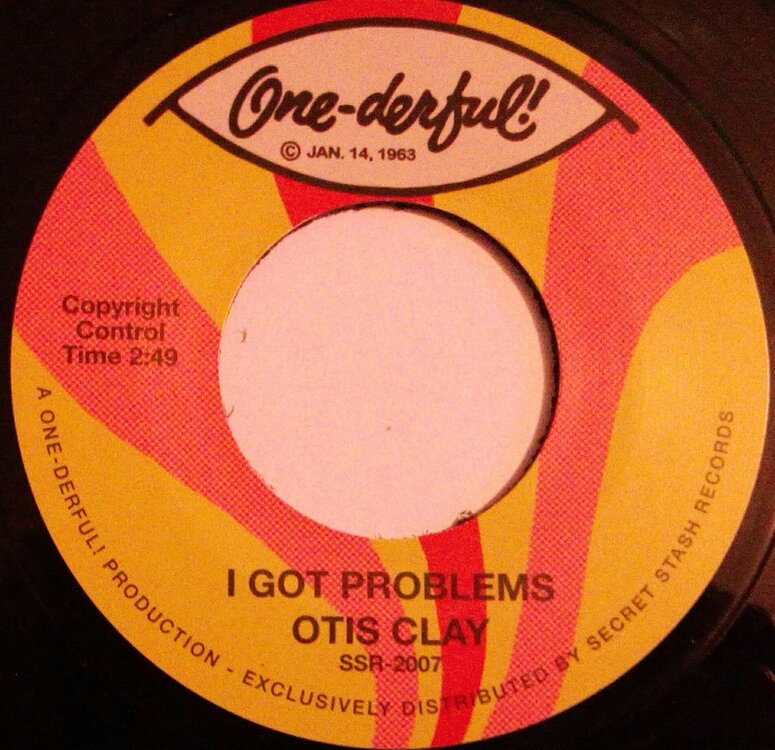 One-derful!
© JAN. 14, 1963
Copyright
Control
Time 2:49
I GOT PROBLEMS
OTIS CLAY
SSR-2007
A ONE-DERFUL! PRODUCTION - EXCLUSIVELY DISTRIBUTED BY SECRET STASH RECORDS